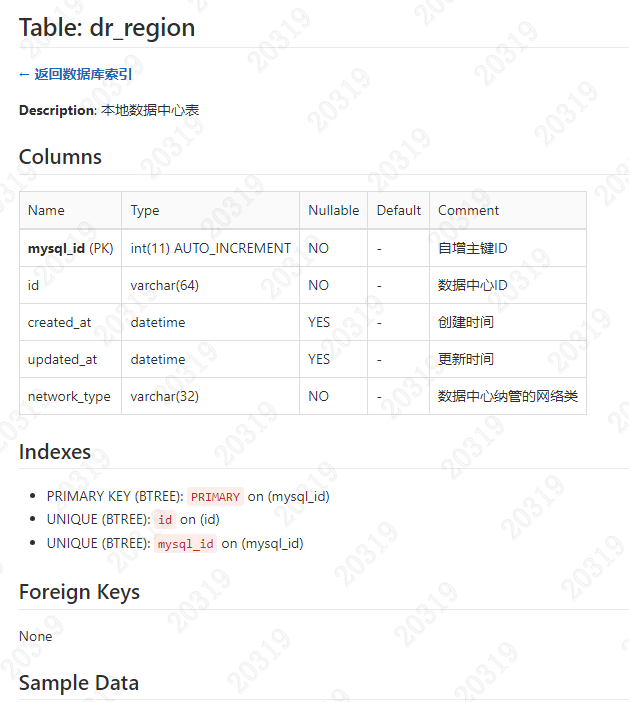 Table: dr_region
← 返回数据库索引
Description: 本地数据中心表
Columns
Name Type Nullable Default Comment
mysql_id (PK) int(11) AUTO_INCREMENT NO - 自增主键ID
id varchar(64) NO - 数据中心ID
created_at datetime YES - 创建时间
updated_at datetime YES - 更新时间
network_type varchar(32) NO - 数据中心纳管的网络类
Indexes
• PRIMARY KEY (BTREE): PRIMARY on (mysql_id)
• UNIQUE (BTREE): id on (id)
• UNIQUE (BTREE): mysql_id on (mysql_id)
Foreign Keys
None
Sample Data
20319